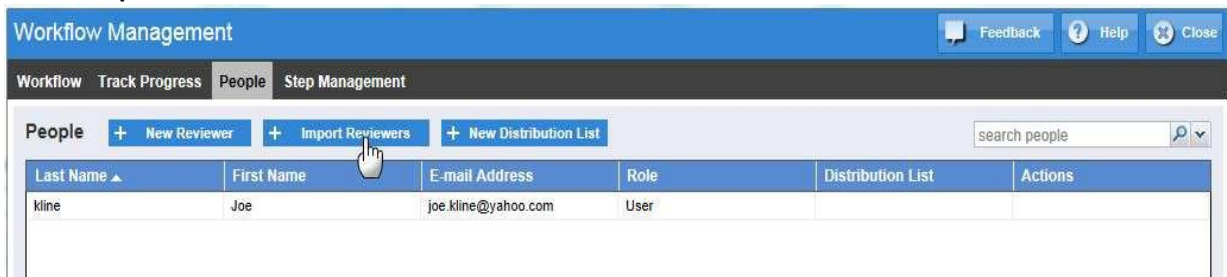 Workflow Management Feedback Help Close
Workflow Track Progress People Step Management
People + New Reviewer + Import Reviewers + New Distribution List search people
Last Name First Name E-mail Address Role Distribution List Actions
kline Joe joe.kline@yahoo.com User